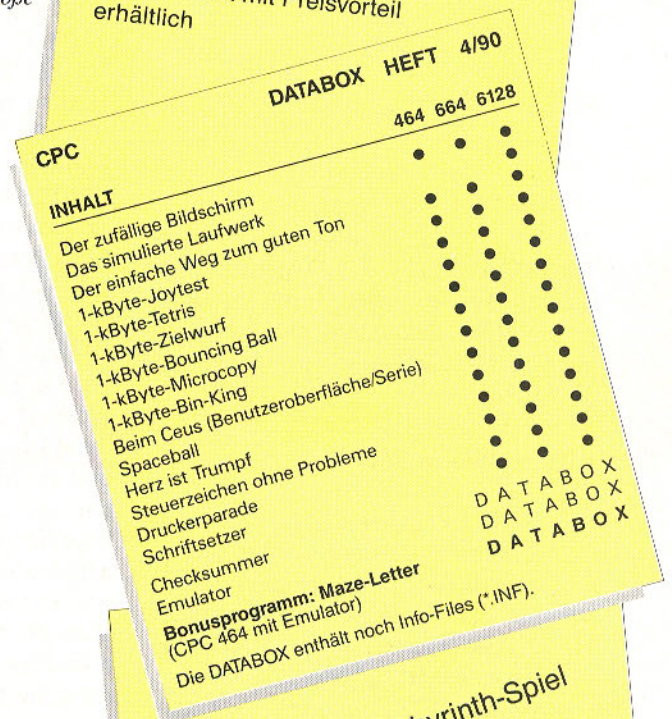 mit Preisvorteil
erhältlich
DATABOX HEFT 4/90
CPC
464 664 6128
INHALT
Der zufällige Bildschirm
Das simulierte Laufwerk
Der einfache Weg zum guten Ton
1-kByte-Joytest
1-kByte-Tetris
1-kByte-Zielwurf
1-kByte-Bouncing Ball
1-kByte-Microcopy
1-kByte-Bin-King
Beim Ceus (Benutzeroberfläche/Serie)
Spaceball
Herz ist Trumpf
Steuerzeichen ohne Probleme
Druckerparade
Schriftsetzer
Checksummer DATABOX
Emulator DATABOX
Bonusprogramm: Maze-Letter DATABOX
(CPC 464 mit Emulator)
Die DATABOX enthält noch Info-Files (*.INF).
yrinth-Spiel